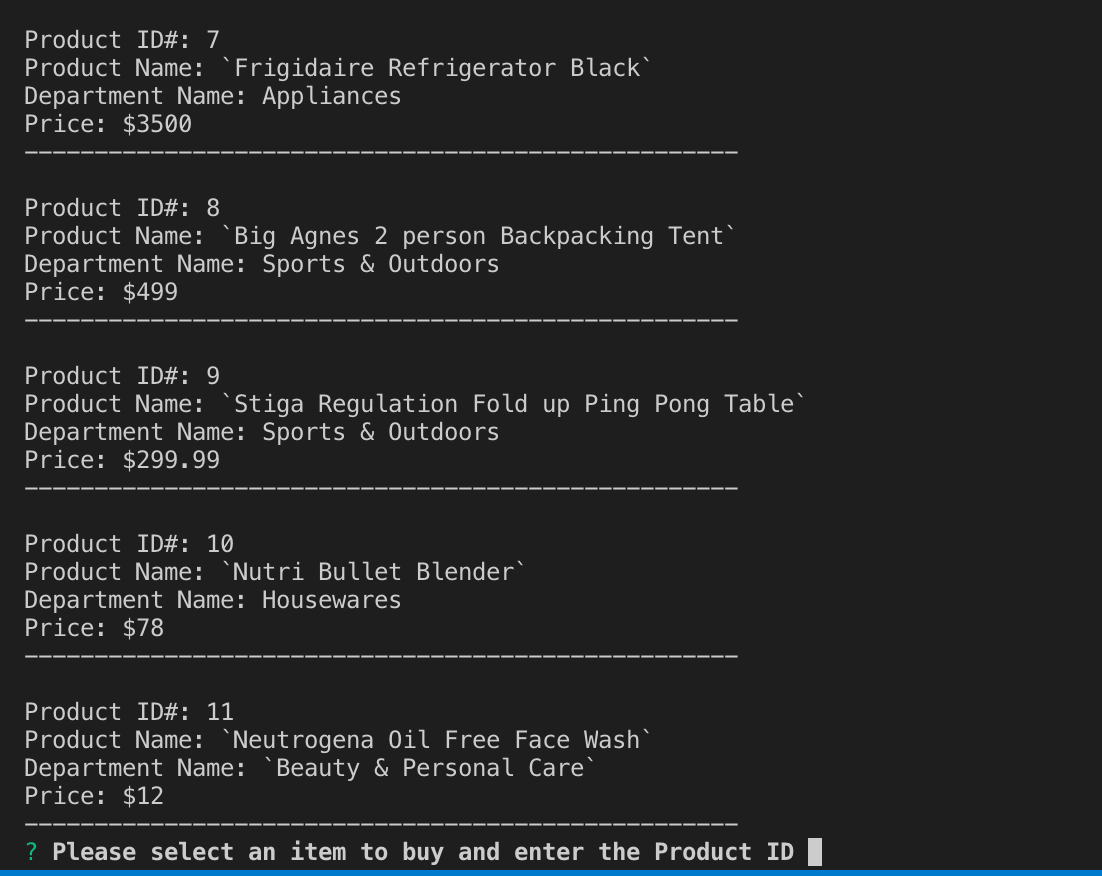 Product ID#: 7
Product Name: `Frigidaire Refrigerator Black`
Department Name: Appliances
Price: $3500
---------------------------------------------------
Product ID#: 8
Product Name: `Big Agnes 2 person Backpacking Tent`
Department Name: Sports & Outdoors
Price: $499
---------------------------------------------------
Product ID#: 9
Product Name: `Stiga Regulation Fold up Ping Pong Table`
Department Name: Sports & Outdoors
Price: $299.99
---------------------------------------------------
Product ID#: 10
Product Name: `Nutri Bullet Blender`
Department Name: Housewares
Price: $78
---------------------------------------------------
Product ID#: 11
Product Name: `Neutrogena Oil Free Face Wash`
Department Name: `Beauty & Personal Care`
Price: $12
---------------------------------------------------
? Please select an item to buy and enter the Product ID